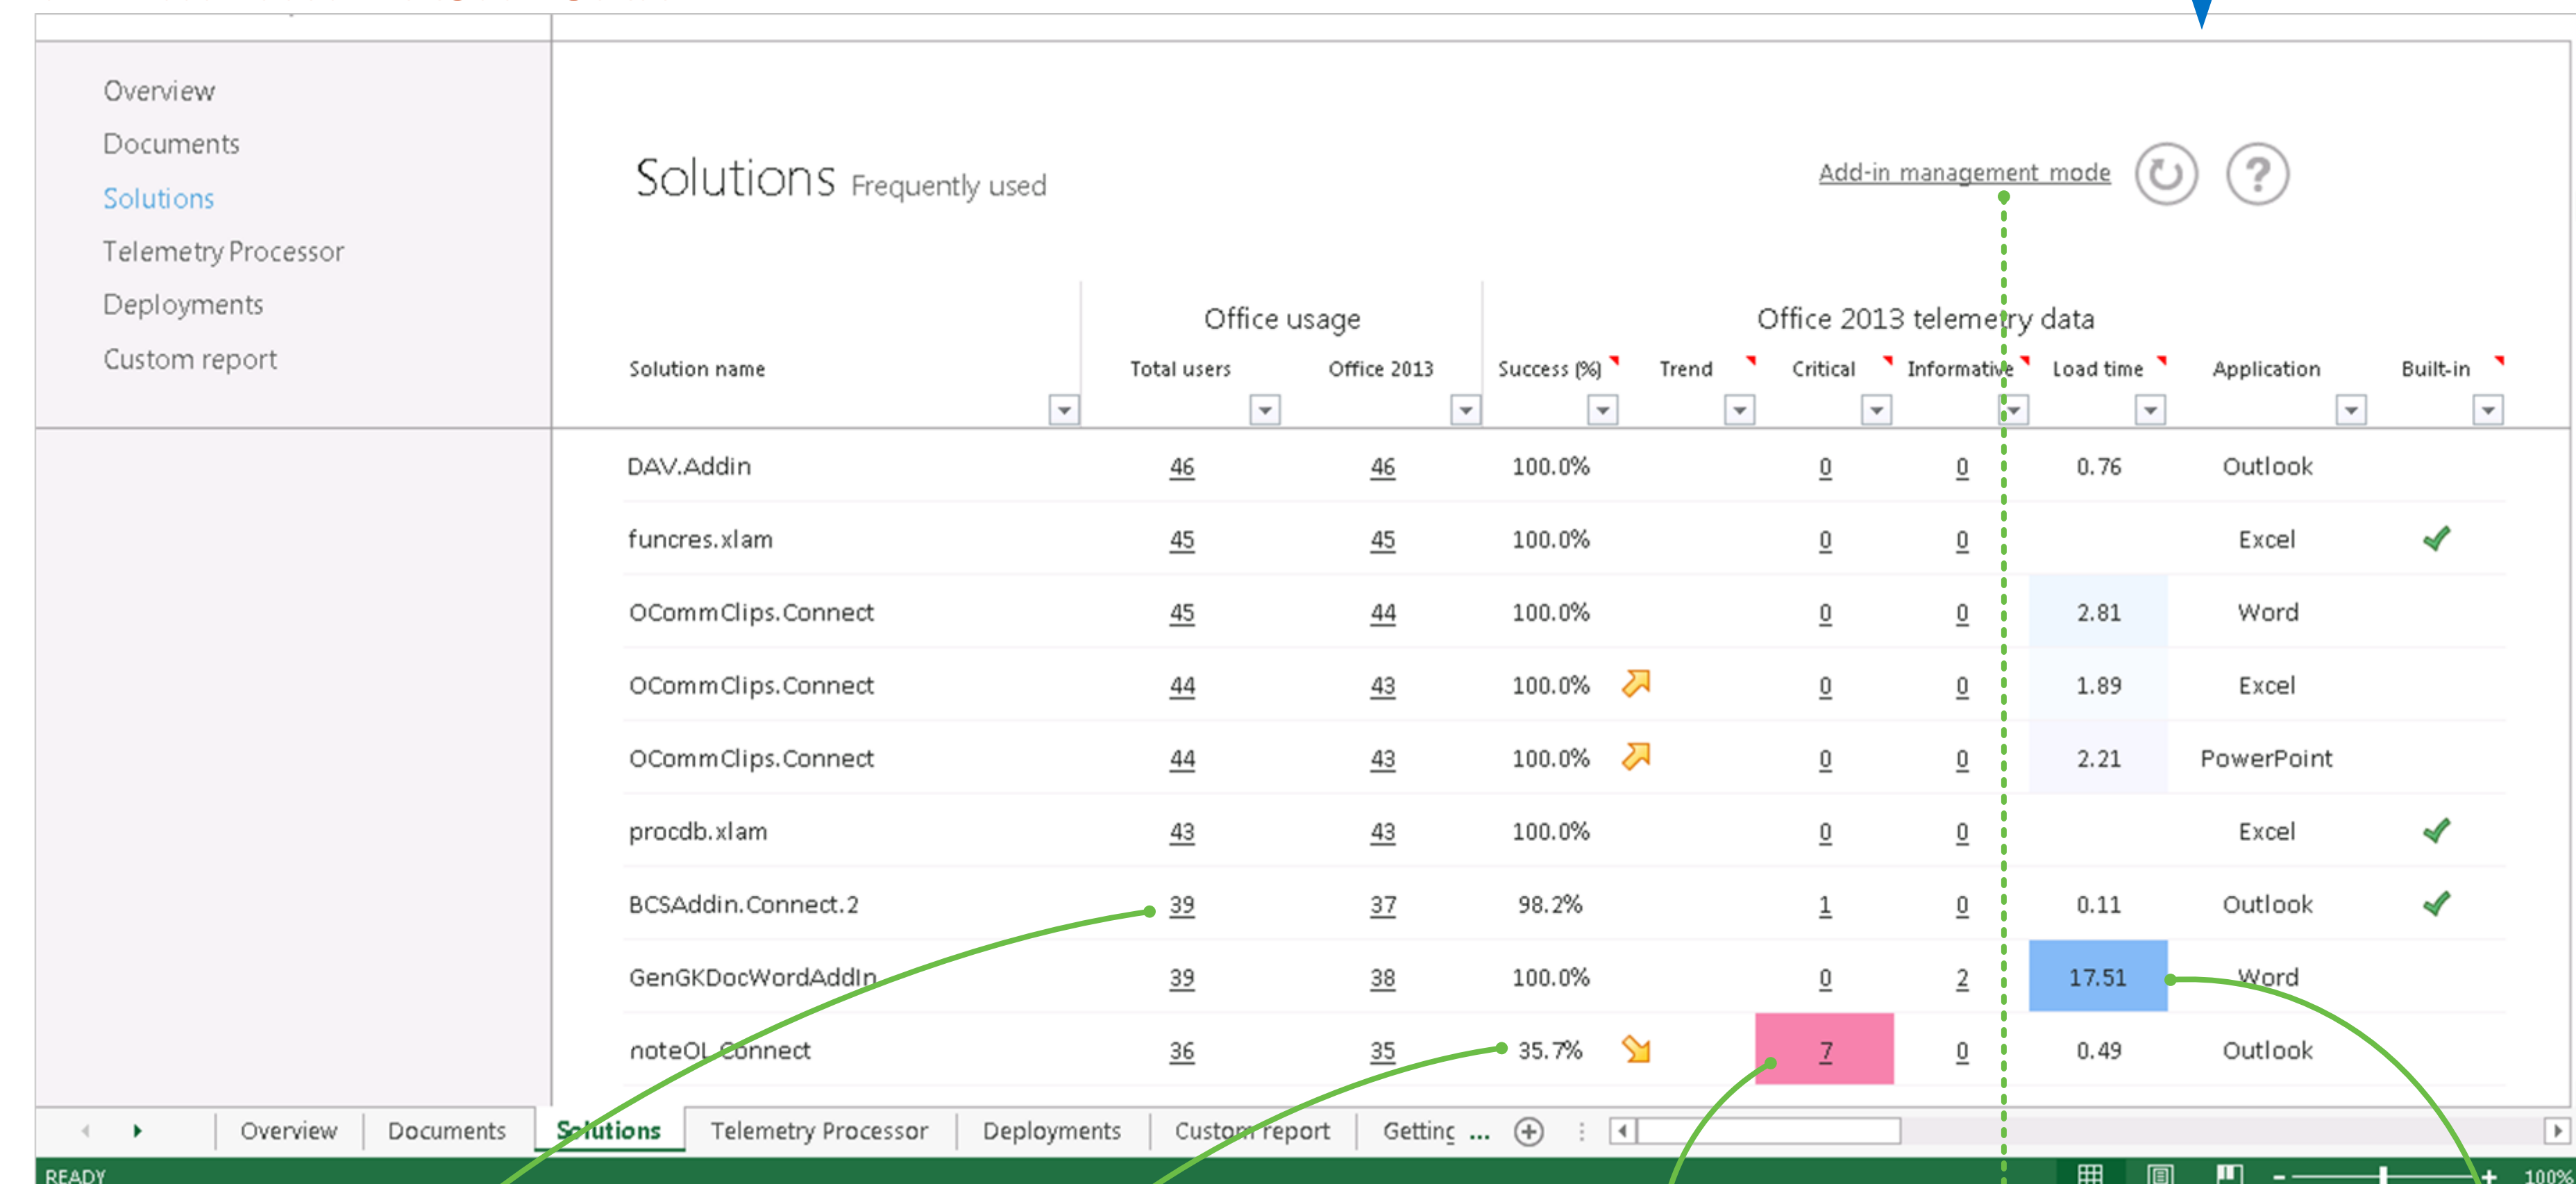 Overview
Documents
Solutions
Telemetry Processor
Deployments
Custom report
Solutions Frequently used
Add-in management mode
?
Office usage Office 2013 telemetry data
Solution name Total users Office 2013 Success (%) Trend Critical Informative Load time Application Built-in
DAV.Addin 46 46 100.0% 0 0 0.76 Outlook
funcres.xlam 45 45 100.0% 0 0 Excel
OCommClips.Connect 45 44 100.0% 0 0 2.81 Word
OCommClips.Connect 44 43 100.0% 0 0 1.89 Excel
OCommClips.Connect 44 43 100.0% 0 0 2.21 PowerPoint
procdb.xlam 43 43 100.0% 0 0 Excel
BCSAddin.Connect.2 39 37 98.2% 1 0 0.11 Outlook
GenGKDocWordAddIn 39 38 100.0% 0 2 17.51 Word
noteOL.Connect 36 35 35.7% 7 0 0.49 Outlook
Overview Documents Solutions Telemetry Processor Deployments Custom report Getting ...
READY 100%